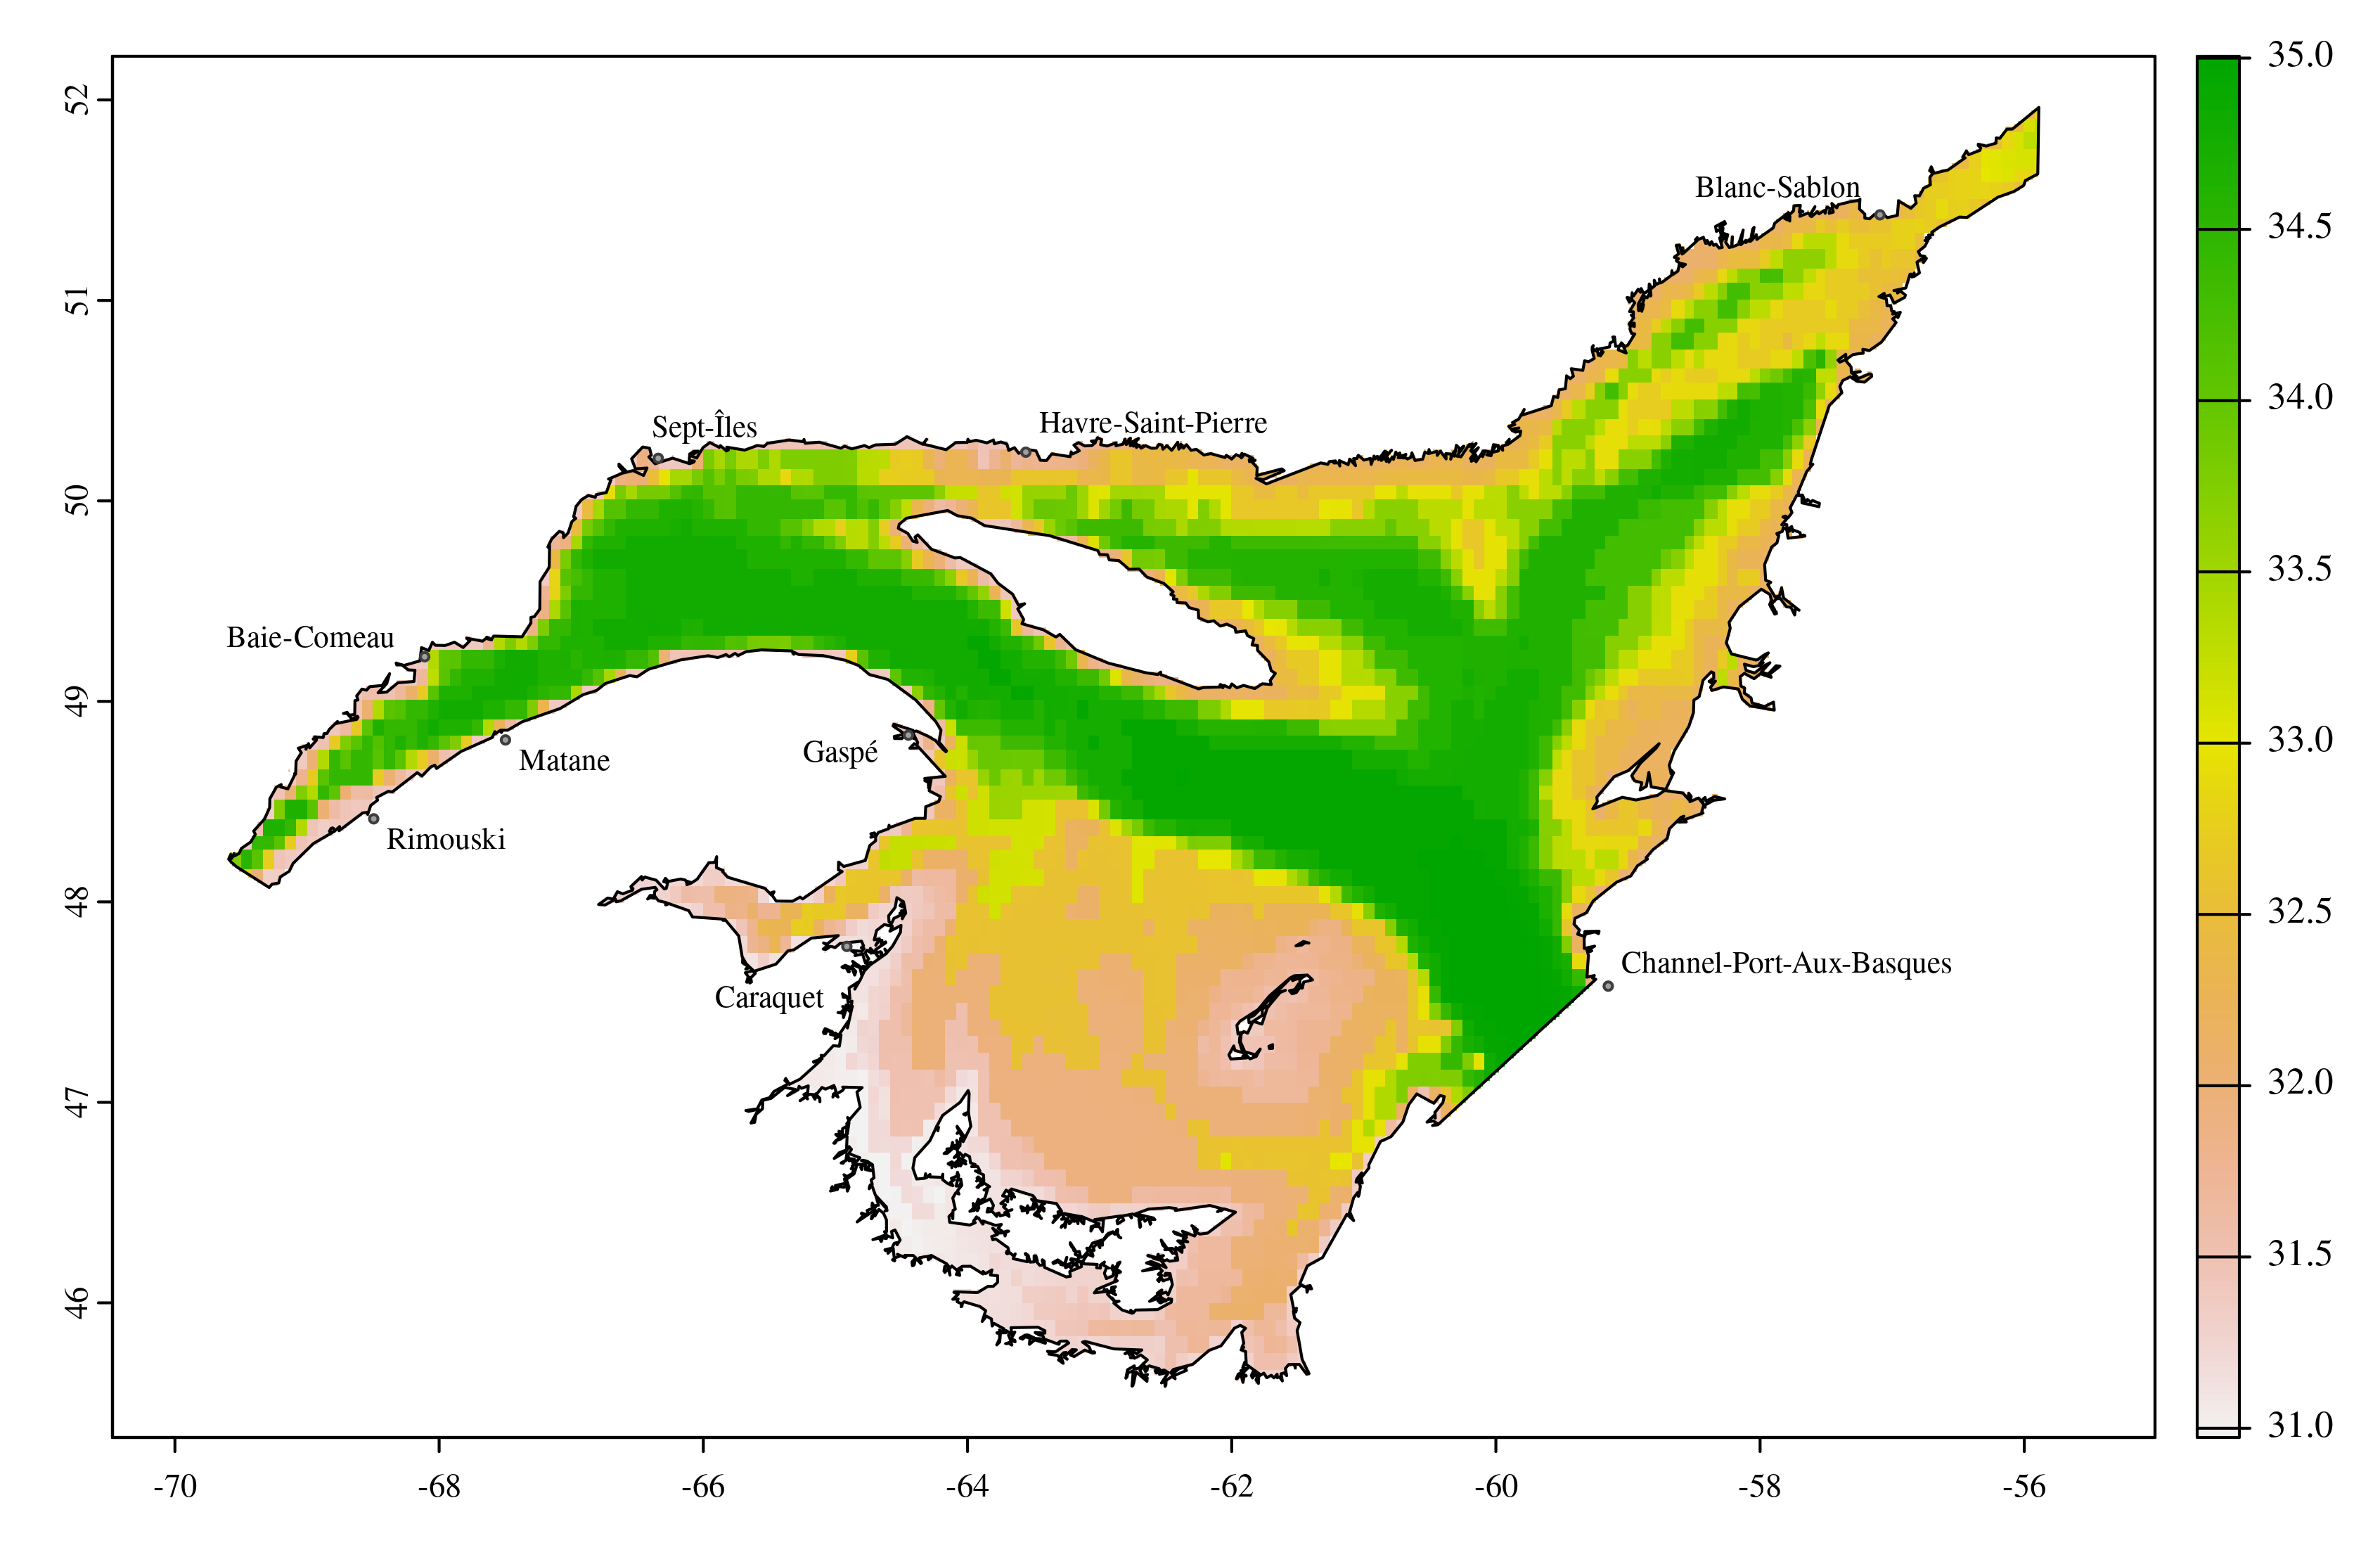 52
51
50
49
48
47
46
-70
-68
-66
-64
-62
-60
-58
-56
Blanc-Sablon
Sept-Îles
Havre-Saint-Pierre
Baie-Comeau
Matane
Gaspé
Rimouski
Channel-Port-Aux-Basques
Caraquet
35.0
34.5
34.0
33.5
33.0
32.5
32.0
31.5
31.0